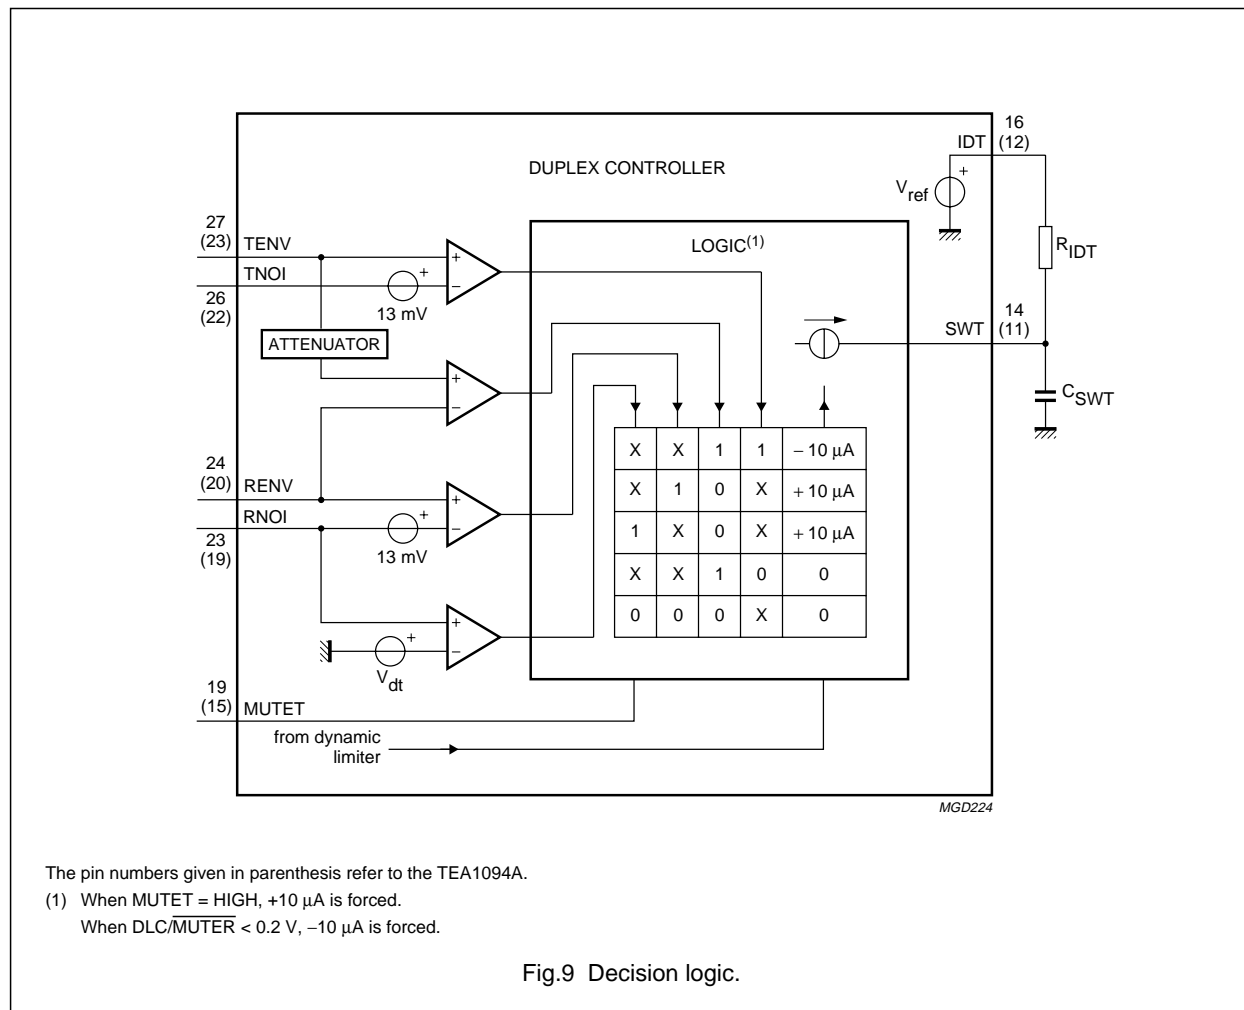 DUPLEX CONTROLLER
16
(12)
IDT
Vref
RIDT
27
(23)
TENV
TNOI
26
(22)
13 mV
ATTENUATOR
LOGIC(1)
14
(11)
SWT
CSWT
24
(20)
RENV
RNOI
23
(19)
13 mV
X X 1 1 − 10 µA
X 1 0 X + 10 µA
1 X 0 X + 10 µA
X X 1 0 0
0 0 0 X 0
Vdt
19
(15)
MUTET
from dynamic
limiter
MGD224
The pin numbers given in parenthesis refer to the TEA1094A.
(1) When MUTET = HIGH, +10 µA is forced.
When DLC/MUTER < 0.2 V, −10 µA is forced.
Fig.9 Decision logic.